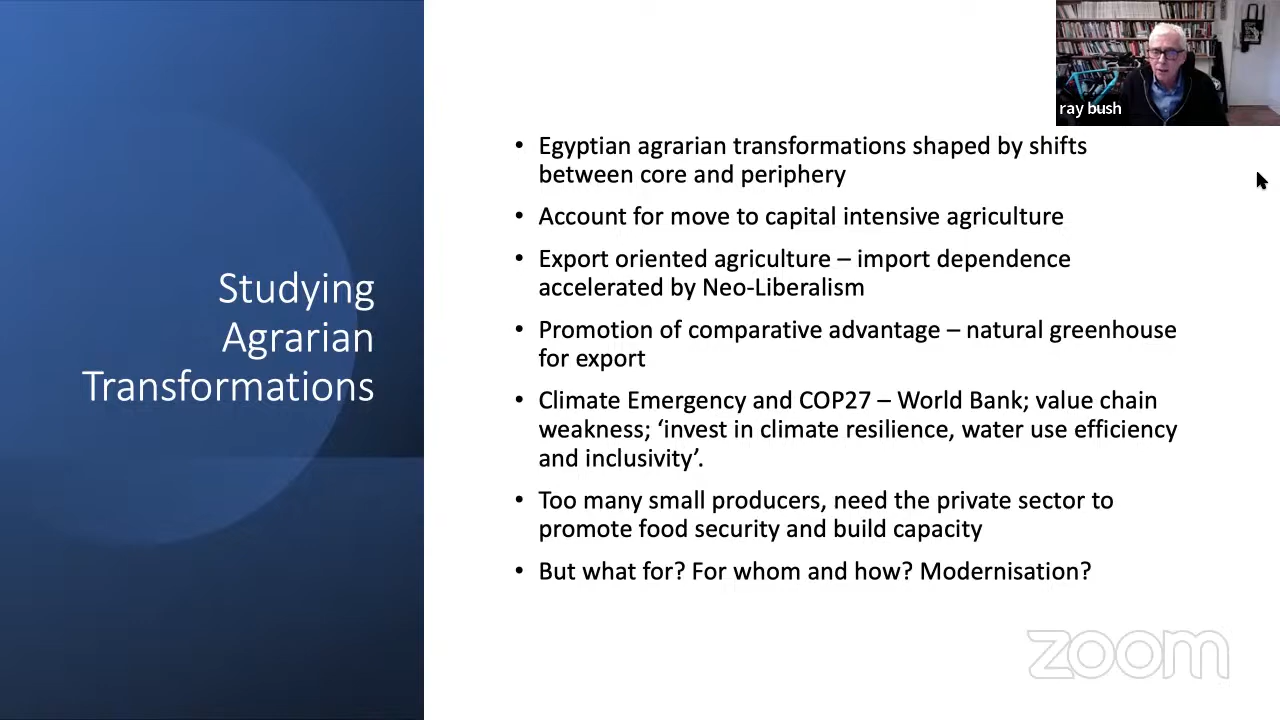 ray bush
Studying
Agrarian
Transformations
• Egyptian agrarian transformations shaped by shifts
between core and periphery
• Account for move to capital intensive agriculture
• Export oriented agriculture – import dependence
accelerated by Neo-Liberalism
• Promotion of comparative advantage – natural greenhouse
for export
• Climate Emergency and COP27 – World Bank; value chain
weakness; ‘invest in climate resilience, water use efficiency
and inclusivity’.
• Too many small producers, need the private sector to
promote food security and build capacity
• But what for? For whom and how? Modernisation?
zoom